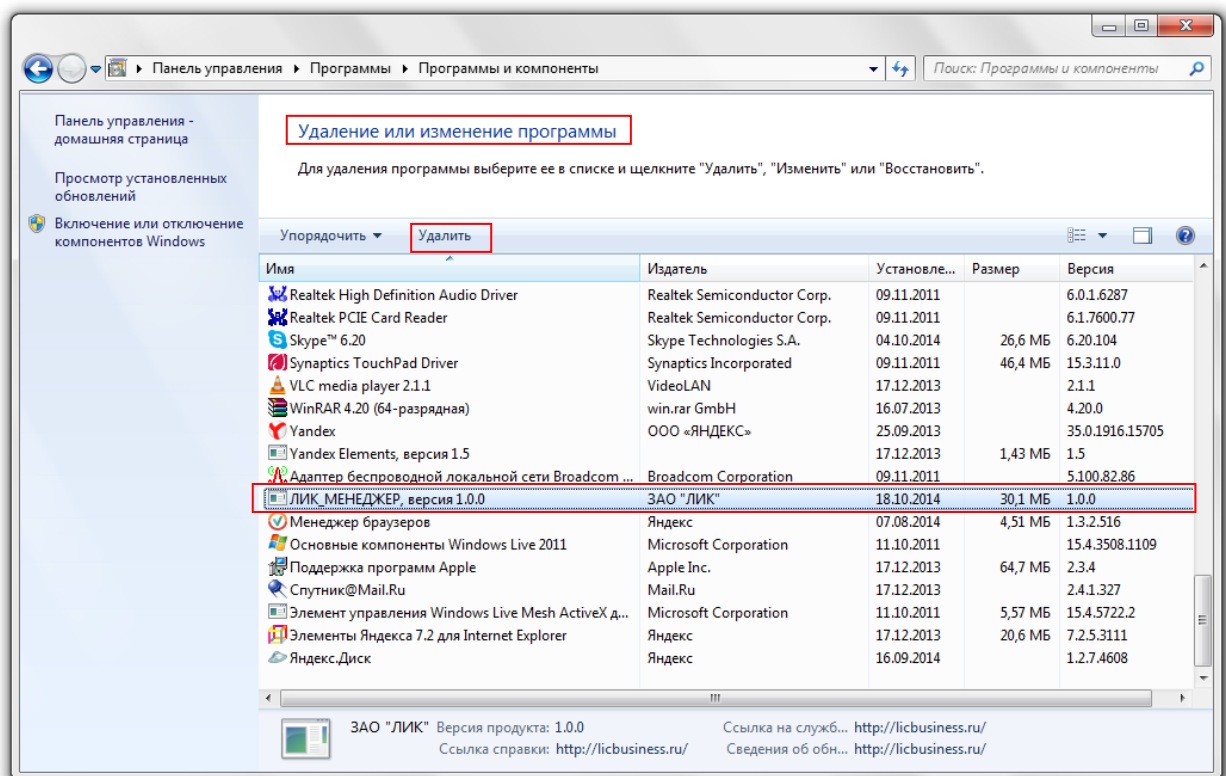 Панель управления ▸ Программы ▸ Программы и компоненты
Поиск: Программы и компоненты
Панель управления -
домашняя страница
Просмотр установленных
обновлений
Включение или отключение
компонентов Windows
Удаление или изменение программы
Для удаления программы выберите ее в списке и щелкните "Удалить", "Изменить" или "Восстановить".
Упорядочить Удалить
Имя Издатель Установле... Размер Версия
Realtek High Definition Audio Driver Realtek Semiconductor Corp. 09.11.2011 6.0.1.6287
Realtek PCIE Card Reader Realtek Semiconductor Corp. 09.11.2011 6.1.7600.77
Skype™ 6.20 Skype Technologies S.A. 04.10.2014 26,6 МБ 6.20.104
Synaptics TouchPad Driver Synaptics Incorporated 09.11.2011 46,4 МБ 15.3.11.0
VLC media player 2.1.1 VideoLAN 17.12.2013 2.1.1
WinRAR 4.20 (64-разрядная) win.rar GmbH 16.07.2013 4.20.0
Yandex ООО «ЯНДЕКС» 25.09.2013 35.0.1916.15705
Yandex Elements, версия 1.5 17.12.2013 1,43 МБ 1.5
Адаптер беспроводной локальной сети Broadcom ... Broadcom Corporation 09.11.2011 5.100.82.86
ЛИК_МЕНЕДЖЕР, версия 1.0.0 ЗАО "ЛИК" 18.10.2014 30,1 МБ 1.0.0
Менеджер браузеров Яндекс 07.08.2014 4,51 МБ 1.3.2.516
Основные компоненты Windows Live 2011 Microsoft Corporation 11.10.2011 15.4.3508.1109
Поддержка программ Apple Apple Inc. 17.12.2013 64,7 МБ 2.3.4
Спутник@Mail.Ru Mail.Ru 17.12.2013 2.4.1.327
Элемент управления Windows Live Mesh ActiveX д... Microsoft Corporation 11.10.2011 5,57 МБ 15.4.5722.2
Элементы Яндекса 7.2 для Internet Explorer Яндекс 17.12.2013 20,6 МБ 7.2.5.3111
Яндекс.Диск Яндекс 16.09.2014 1.2.7.4608
ЗАО "ЛИК" Версия продукта: 1.0.0 Ссылка на служб... http://licbusiness.ru/
Ссылка справки: http://licbusiness.ru/ Сведения об обн... http://licbusiness.ru/